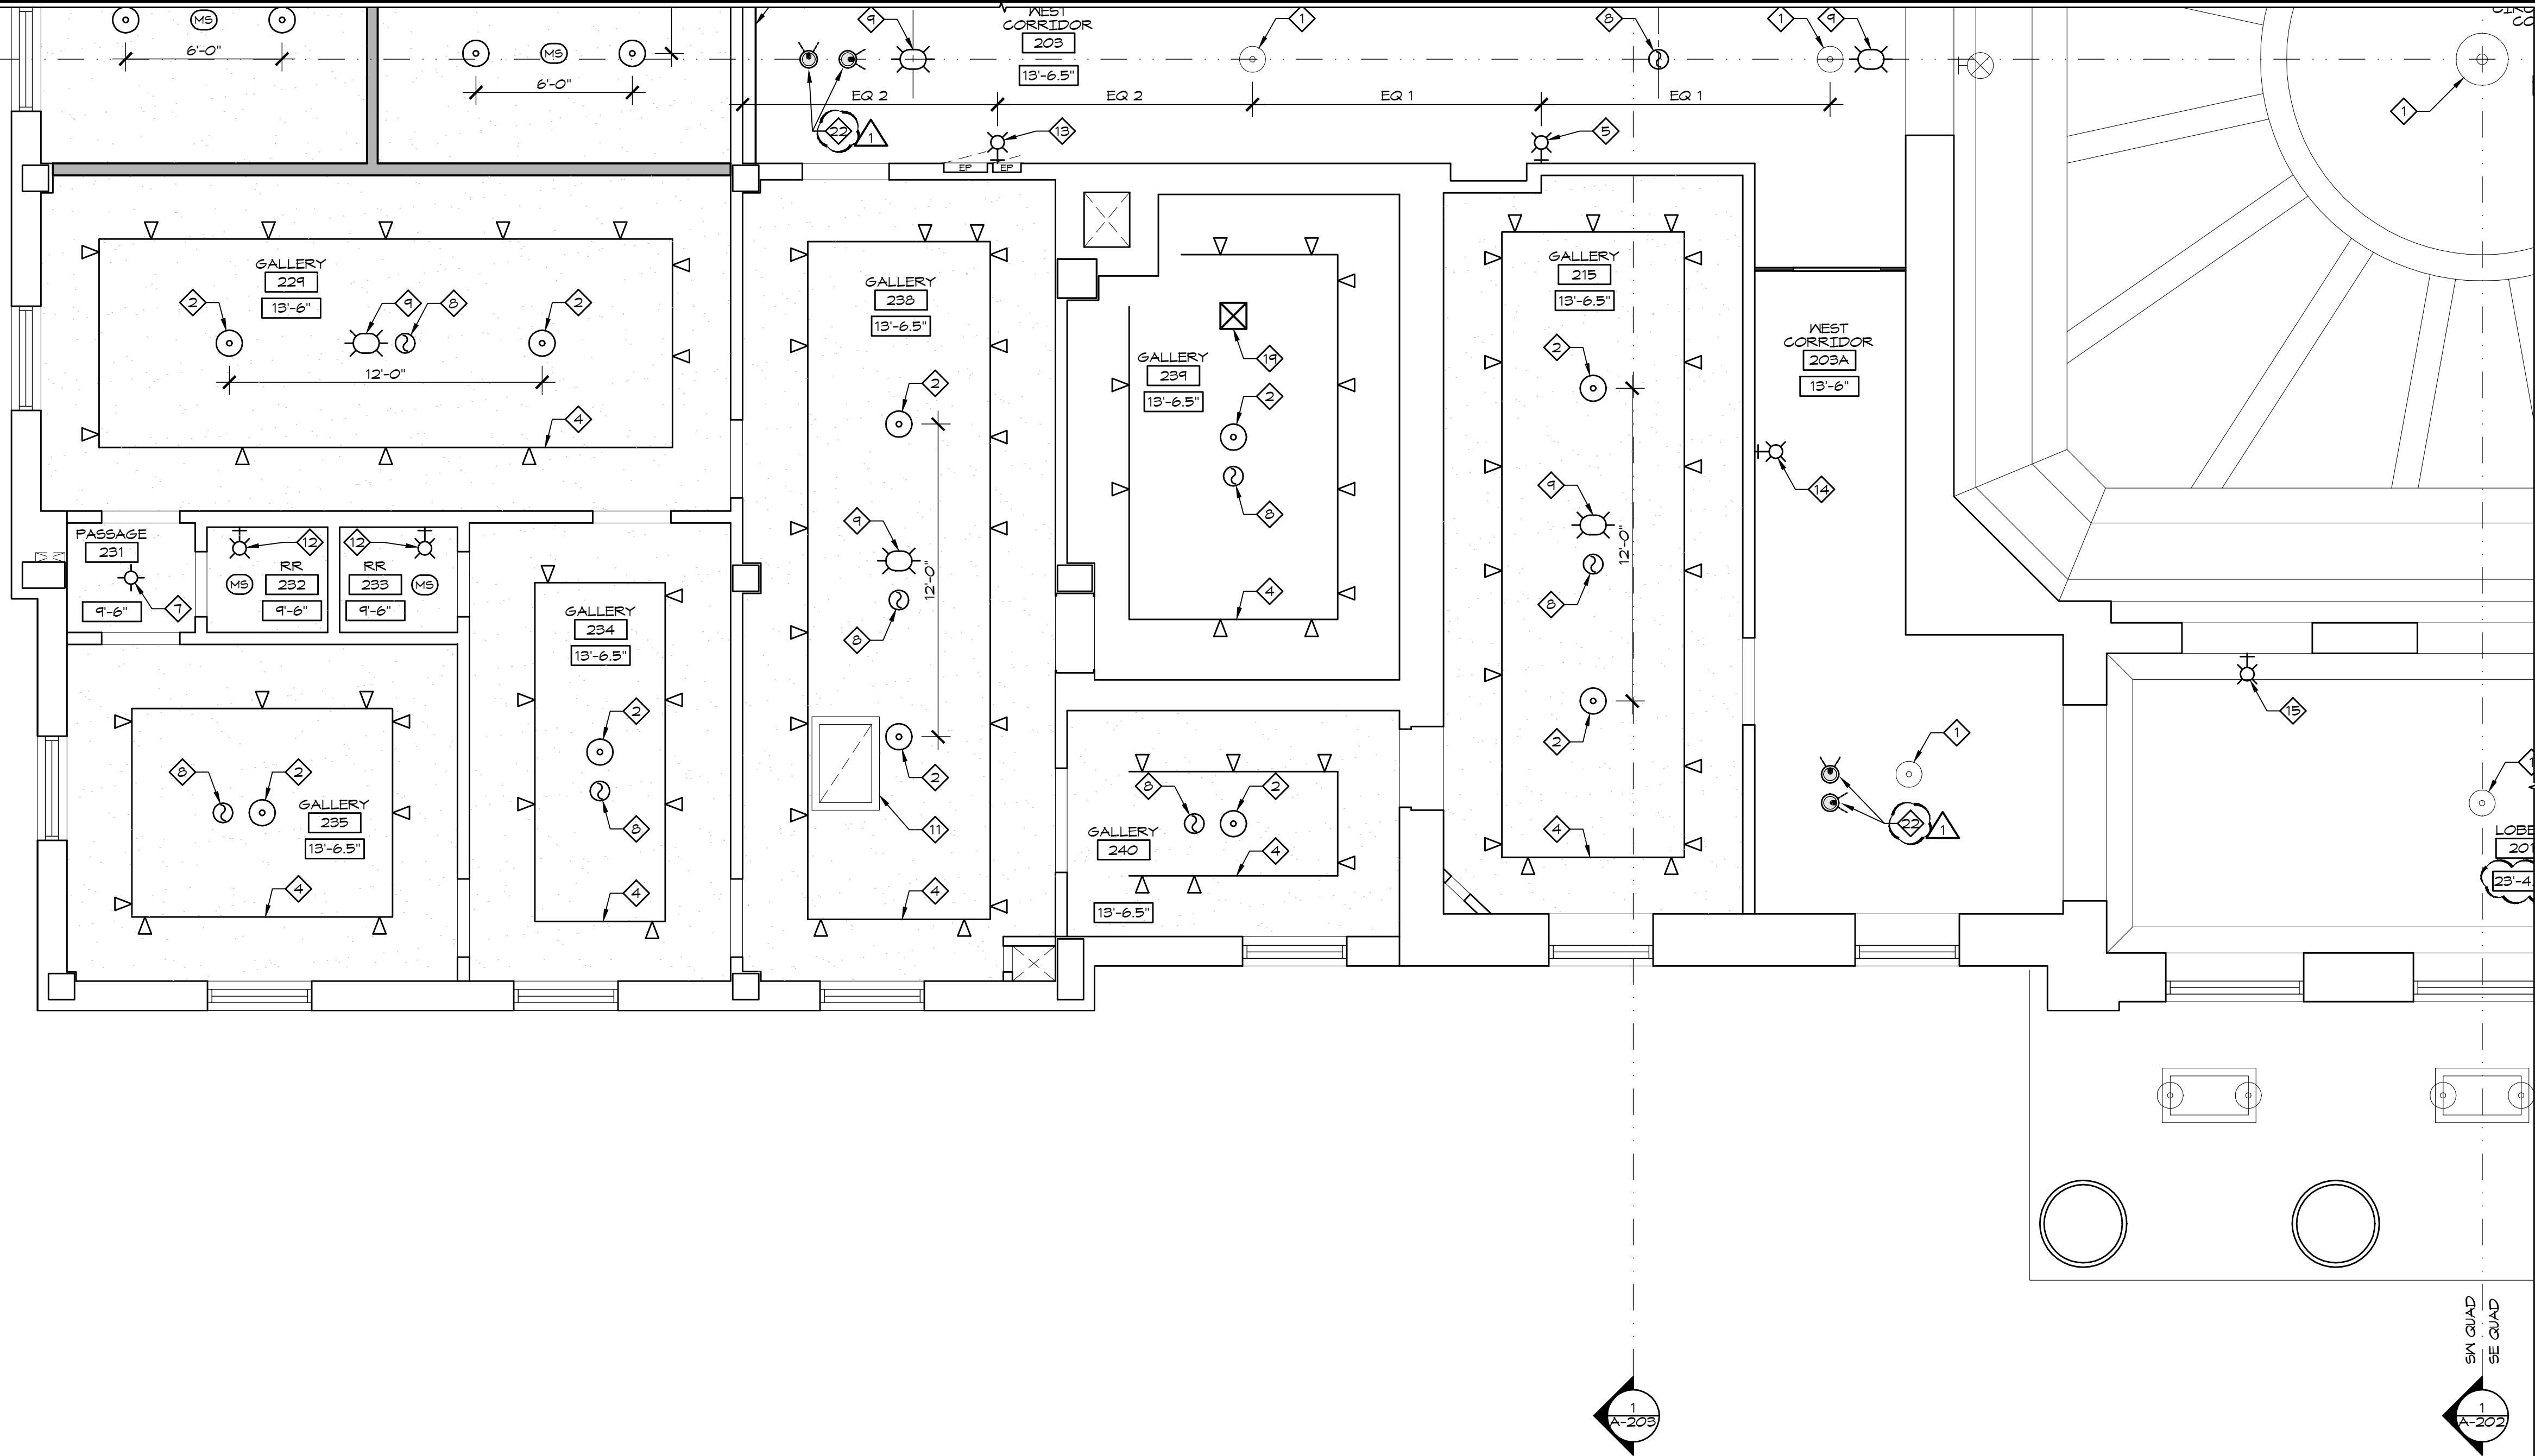 MS
6'-0"
MS
6'-0"
9
WEST
CORRIDOR
203
13'-6.5"
1
8
1
9
1
EQ 2
EQ 2
EQ 1
EQ 1
22
1
13
5
EP
EP
GALLERY
229
13'-6"
2
9
8
2
12'-0"
4
GALLERY
238
13'-6.5"
2
9
12'-0"
8
2
11
4
GALLERY
239
13'-6.5"
19
2
8
4
GALLERY
215
13'-6.5"
2
9
12'-0"
8
2
4
WEST
CORRIDOR
203A
13'-6"
14
1
22
1
15
PASSAGE
231
9'-6"
7
12
MS
RR
232
9'-6"
12
RR
233
MS
9'-6"
GALLERY
234
13'-6.5"
2
8
4
8
2
GALLERY
235
13'-6.5"
4
8
2
GALLERY
240
4
13'-6.5"
201
SW QUAD
SE QUAD
1
A-203
1
A-202